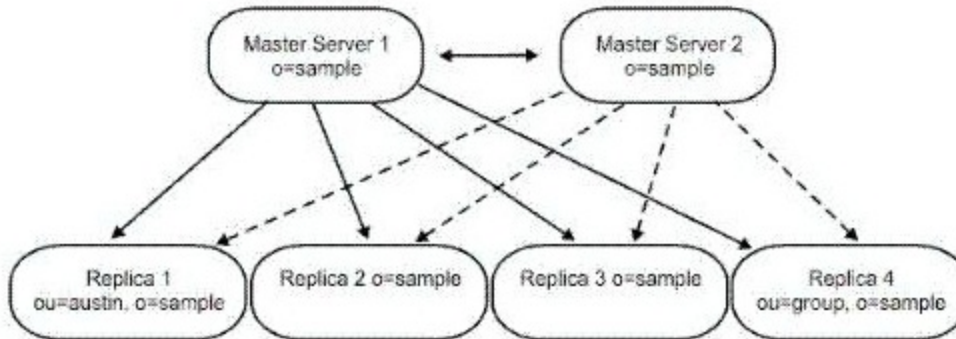 Master Server 1
o=sample
Master Server 2
o=sample
Replica 1
ou=austin, o=sample
Replica 2 o=sample
Replica 3 o=sample
Replica 4
ou=group, o=sample